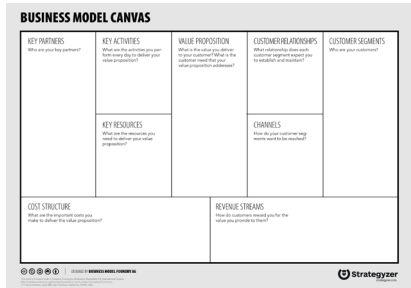 BUSINESS MODEL CANVAS
KEY PARTNERS
Who are your key partners?
KEY ACTIVITIES
What are the activities you per-
form every day to deliver your
value proposition?
KEY RESOURCES
What are the resources you
need to deliver your value
proposition?
VALUE PROPOSITION
What is the value you deliver
to your customer? What is the
customer need that your
value proposition addresses?
CUSTOMER RELATIONSHIPS
What relationship does each
customer segment expect you
to establish and maintain?
CHANNELS
How do your customer seg-
ments want to be reached?
CUSTOMER SEGMENTS
Who are your customers?
COST STRUCTURE
What are the important costs you
make to deliver the value proposition?
REVENUE STREAMS
How do customers reward you for the
value you provide to them?
DESIGNED BY BUSINESS MODEL FOUNDRY AG
Strategyzer
strategyzer.com